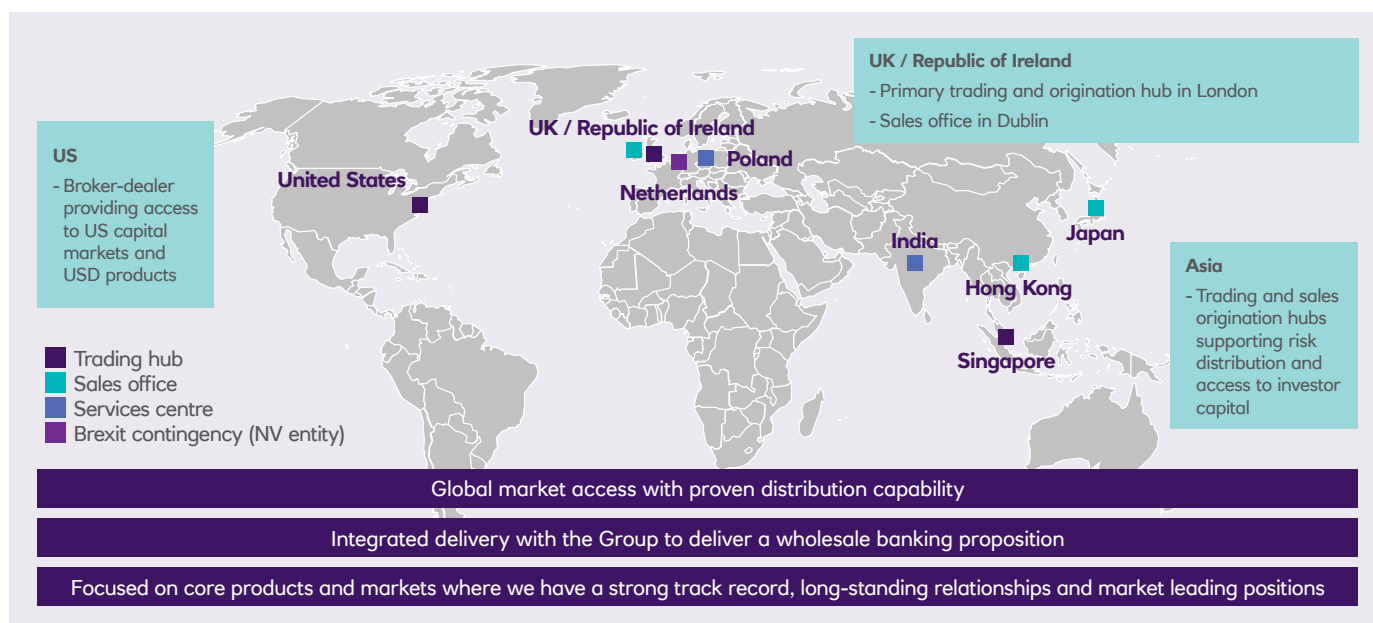 UK / Republic of Ireland
- Primary trading and origination hub in London
- Sales office in Dublin
US
- Broker-dealer
providing access
to US capital
markets and
USD products
UK / Republic of Ireland
Poland
United States
Netherlands
Japan
India
Hong Kong
Asia
- Trading and sales
origination hubs
supporting risk
distribution and
access to investor
capital
Singapore
Trading hub
Sales office
Services centre
Brexit contingency (NV entity)
Global market access with proven distribution capability
Integrated delivery with the Group to deliver a wholesale banking proposition
Focused on core products and markets where we have a strong track record, long-standing relationships and market leading positions